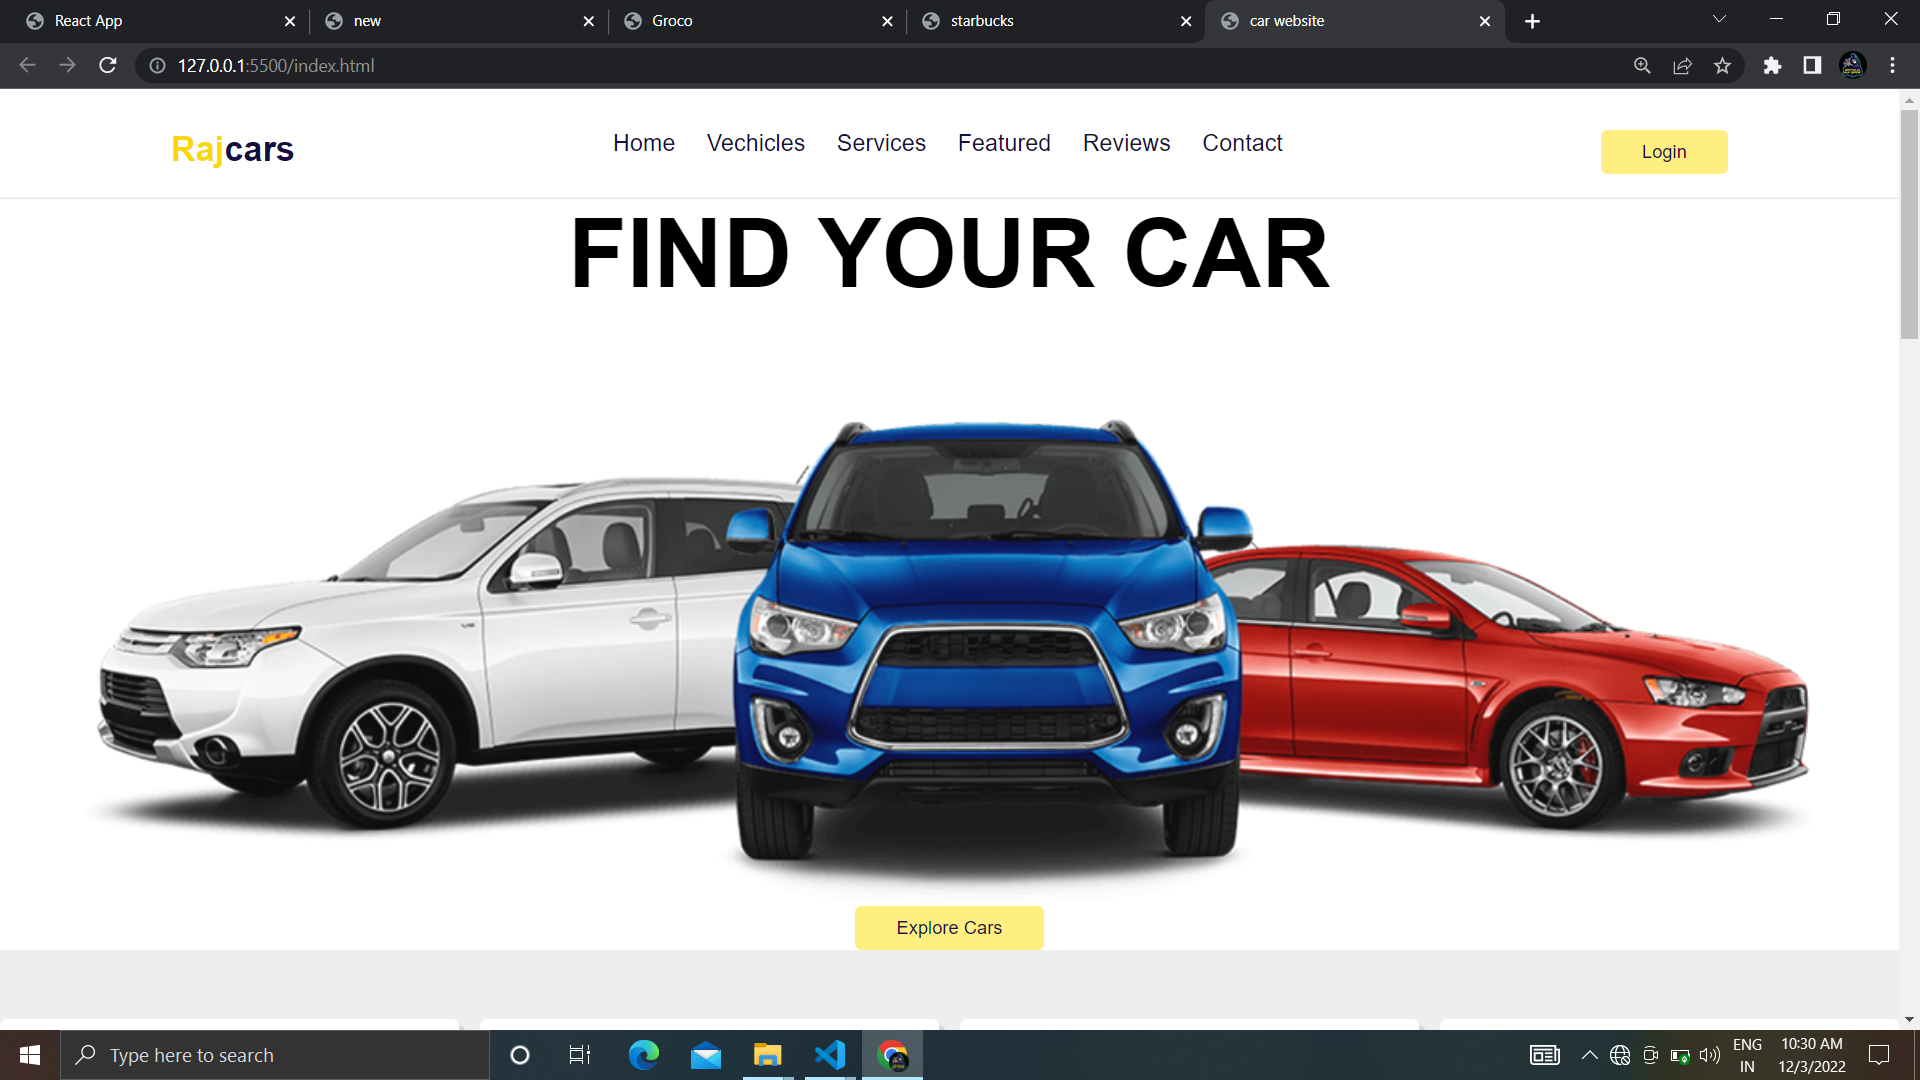 React App
new
Groco
starbucks
car website
127.0.0.1:5500/index.html
Rajcars
Home Vechicles Services Featured Reviews Contact
Login
FIND YOUR CAR
Explore Cars
Type here to search
ENG
IN
10:30 AM
12/3/2022